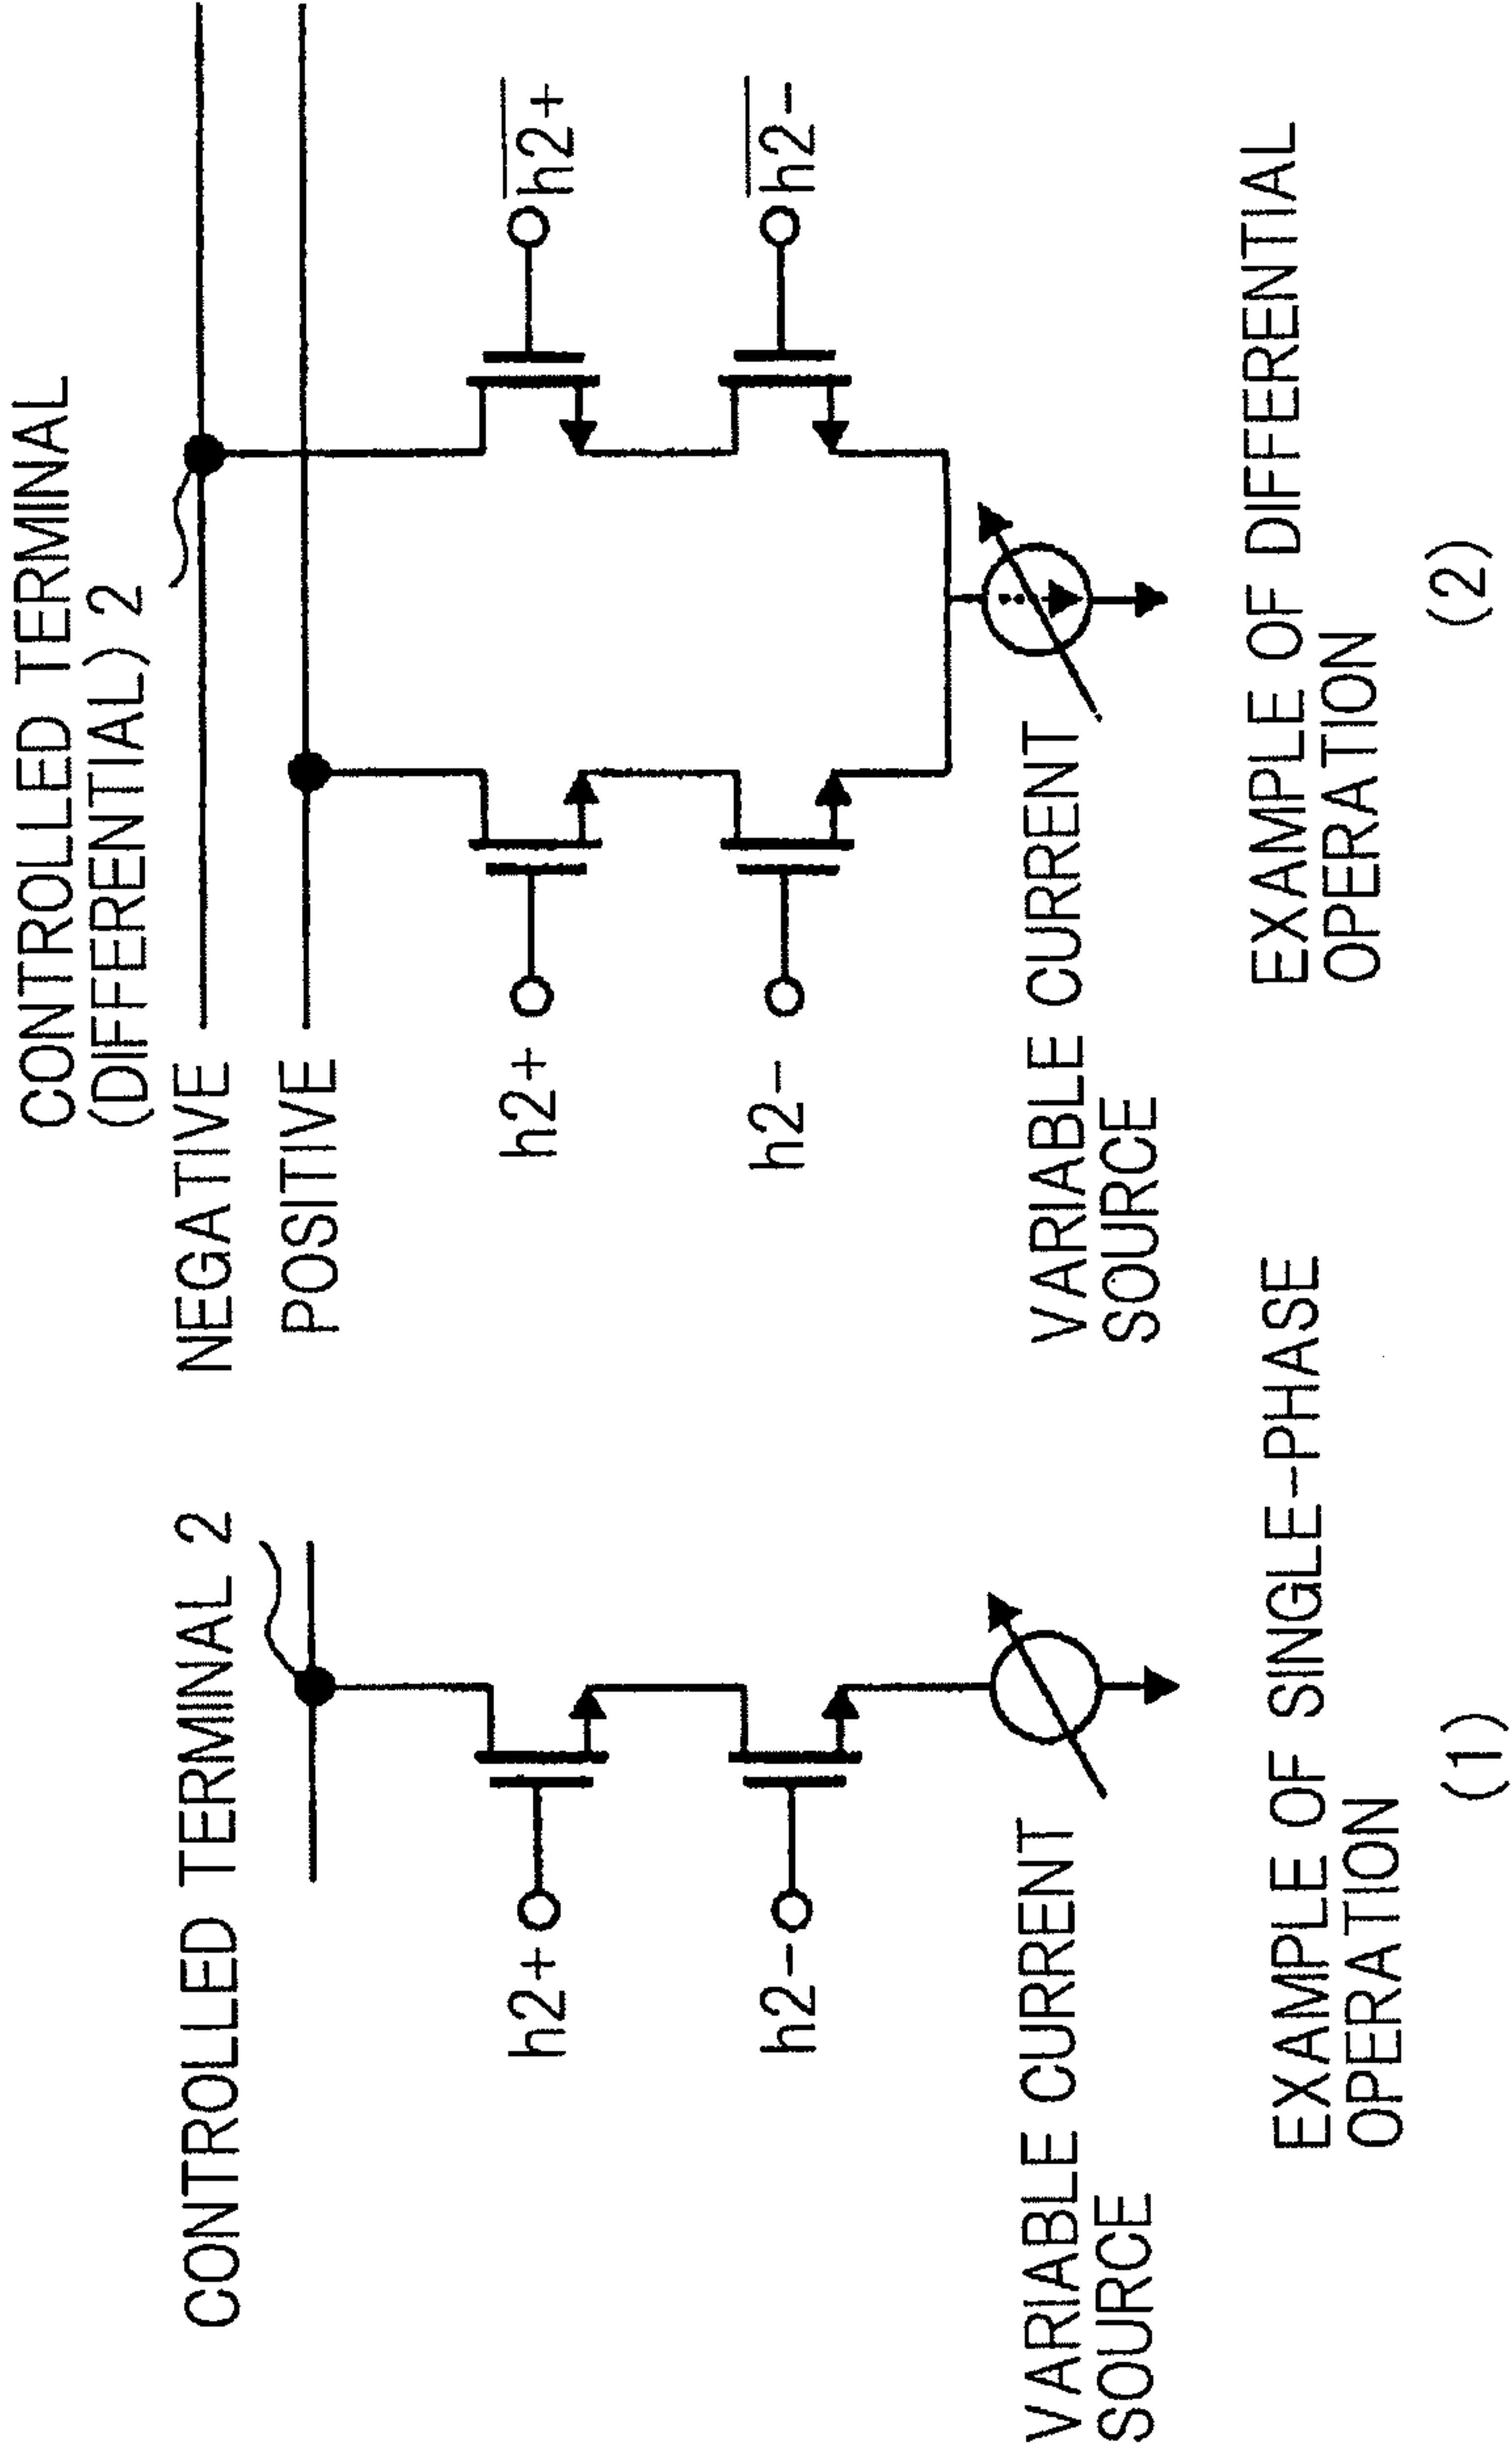 CONTROLLED TERMINAL 2
h2+
h2-
VARIABLE CURRENT
SOURCE
EXAMPLE OF SINGLE-PHASE
OPERATION
(1)
CONTROLLED TERMINAL
(DIFFERENTIAL) 2
NEGATIVE
POSITIVE
h2+
h2̅+̅
h2-
h2̅-̅
VARIABLE CURRENT
SOURCE
EXAMPLE OF DIFFERENTIAL
OPERATION
(2)